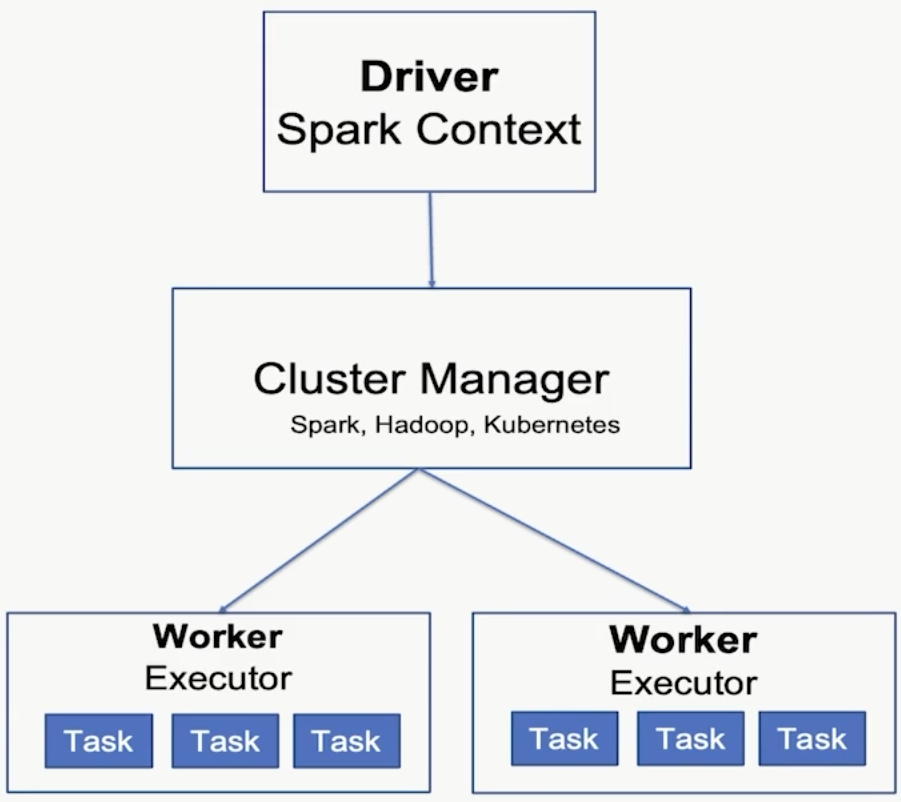 Driver
Spark Context
Cluster Manager
Spark, Hadoop, Kubernetes
Worker
Executor
Task Task Task
Worker
Executor
Task Task Task